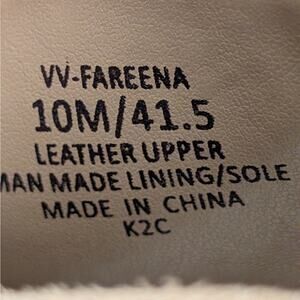 VV-FAREENA
10M/41.5
LEATHER UPPER
MAN MADE LINING/SOLE
MADE IN CHINA
K2C